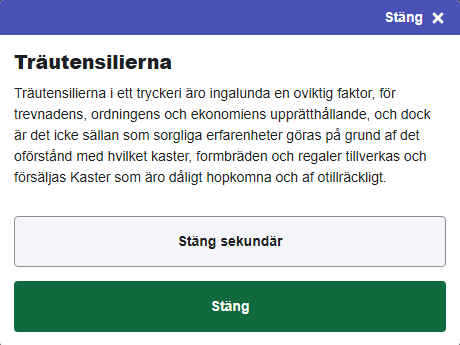 Stäng ×
Träutensilierna
Träutensilierna i ett tryckeri äro ingalunda en oviktig faktor, för
trevnadens, ordningens och ekonomiens upprätthållande, och dock
är det icke sällan som sorgliga erfarenheter göras på grund af det
oförstånd med hvilket kaster, formbräden och regaler tillverkas och
försäljas Kaster som äro dåligt hopkomna och af otillräckligt.
Stäng sekundär
Stäng